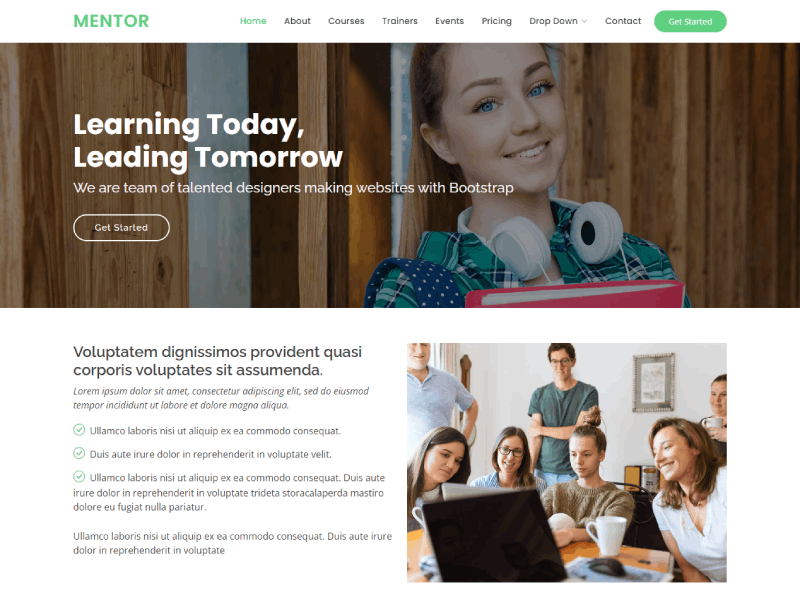 MENTOR
Home About Courses Trainers Events Pricing Drop Down Contact Get Started
Learning Today,
Leading Tomorrow
We are team of talented designers making websites with Bootstrap
Get Started
Voluptatem dignissimos provident quasi
corporis voluptates sit assumenda.
Lorem ipsum dolor sit amet, consectetur adipiscing elit, sed do eiusmod
tempor incididunt ut labore et dolore magna aliqua.
Ullamco laboris nisi ut aliquip ex ea commodo consequat.
Duis aute irure dolor in reprehenderit in voluptate velit.
Ullamco laboris nisi ut aliquip ex ea commodo consequat. Duis aute
irure dolor in reprehenderit in voluptate trideta storacalaperda mastiro
dolore eu fugiat nulla pariatur.
Ullamco laboris nisi ut aliquip ex ea commodo consequat. Duis aute irure
dolor in reprehenderit in voluptate